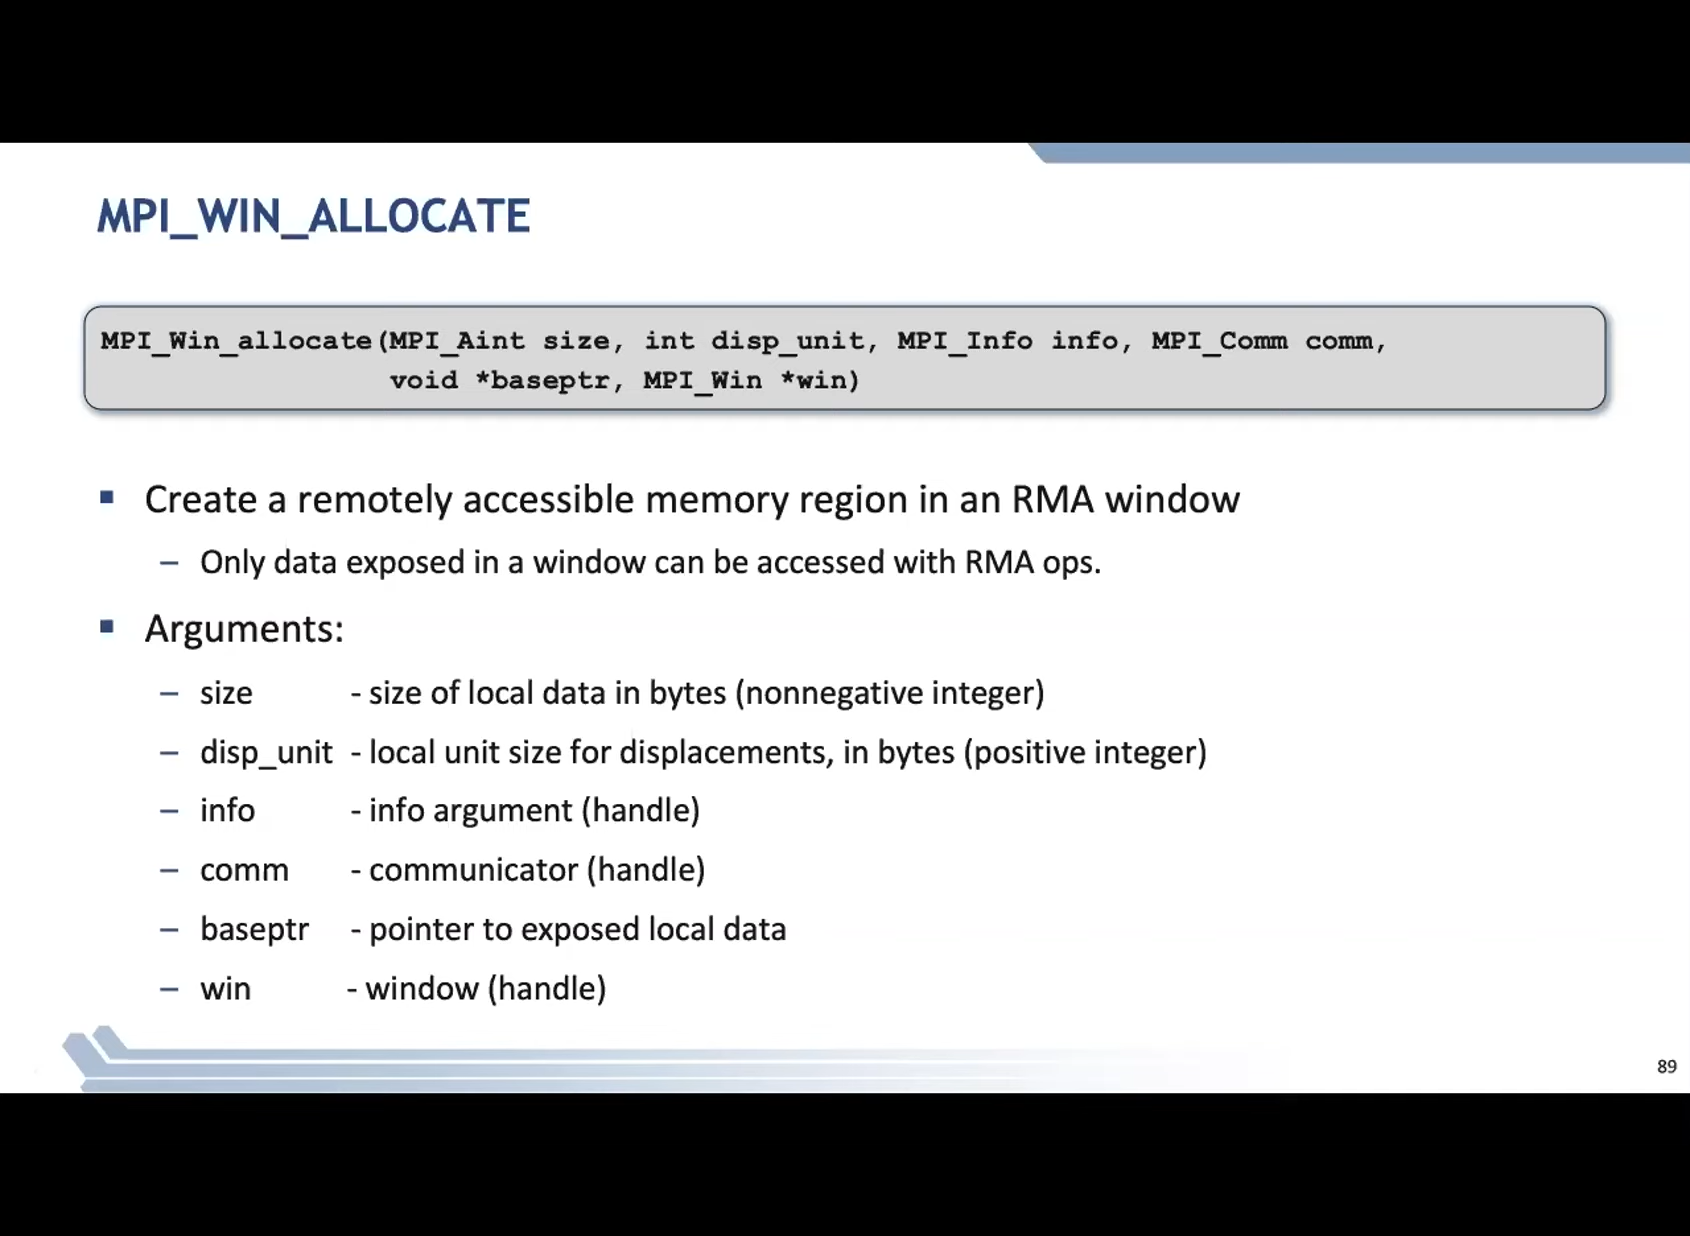 MPI_WIN_ALLOCATE
MPI_Win_allocate(MPI_Aint size, int disp_unit, MPI_Info info, MPI_Comm comm,
void *baseptr, MPI_Win *win)
▪ Create a remotely accessible memory region in an RMA window
– Only data exposed in a window can be accessed with RMA ops.
▪ Arguments:
– size - size of local data in bytes (nonnegative integer)
– disp_unit - local unit size for displacements, in bytes (positive integer)
– info - info argument (handle)
– comm - communicator (handle)
– baseptr - pointer to exposed local data
– win - window (handle)
89